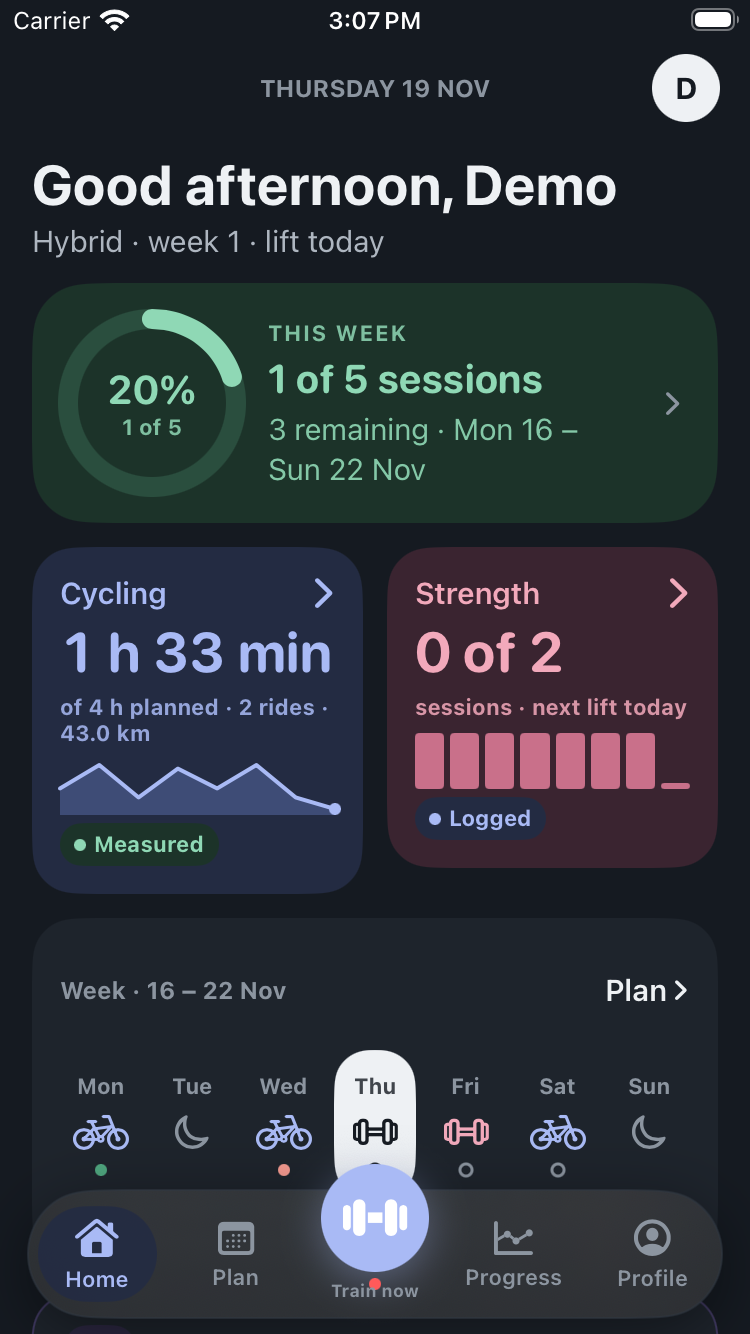 Carrier 3:07 PM
THURSDAY 19 NOV
D
Good afternoon, Demo
Hybrid · week 1 · lift today
20%
1 of 5
THIS WEEK
1 of 5 sessions
3 remaining · Mon 16 –
Sun 22 Nov
Cycling
1 h 33 min
of 4 h planned · 2 rides ·
43.0 km
Measured
Strength
0 of 2
sessions · next lift today
Logged
Week · 16 – 22 Nov
Plan
Mon Tue Wed Thu Fri Sat Sun
Home
Plan
Train now
Progress
Profile